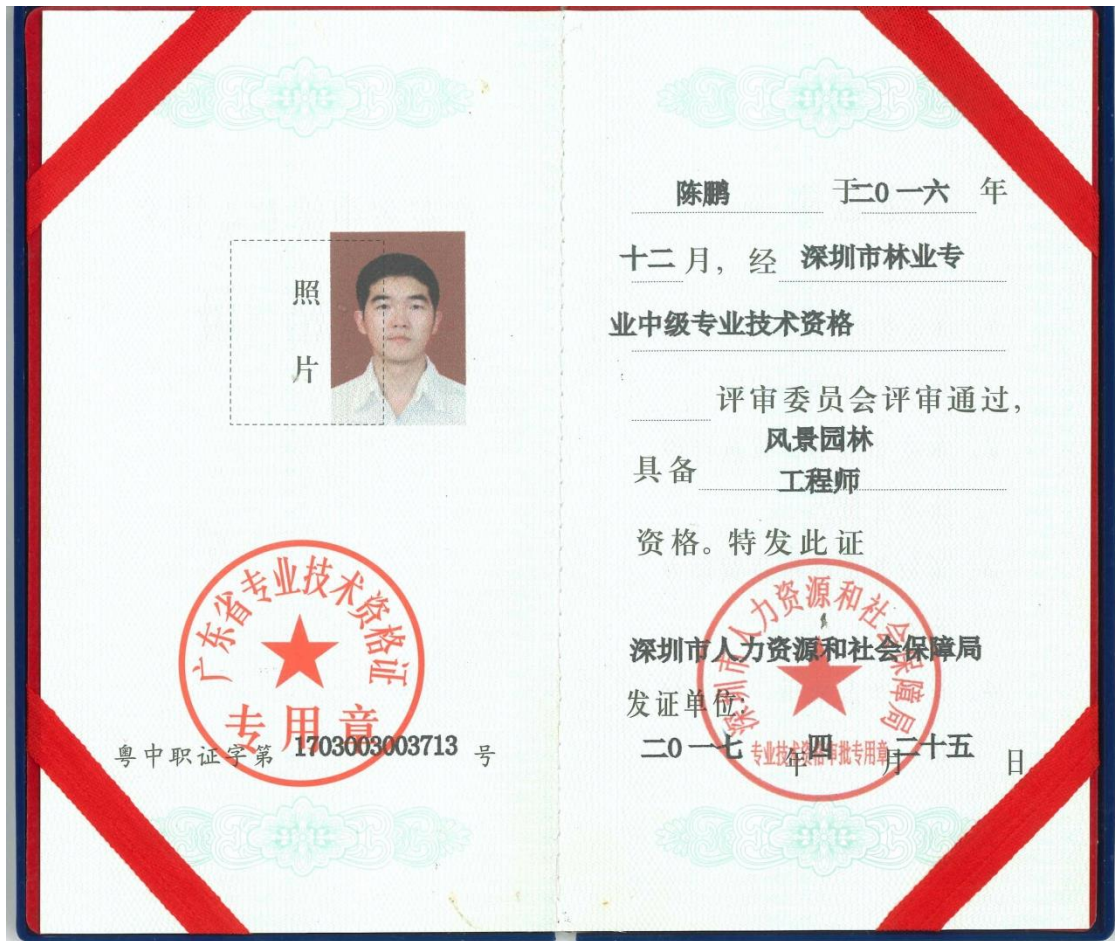 照
片
广东省专业技术资格证
专用章
粤中职证字第 1703003003713 号
陈鹏 于二0一六 年
十二 月, 经 深圳市林业专
业中级专业技术资格
评审委员会评审通过,
风景园林
具备
工程师
资格。特发此证
深圳市人力资源和社会保障局
专业技术资格审批专用章
深圳市人力资源和社会保障局
发证单位:
二0一七 年 四 月 二十五 日